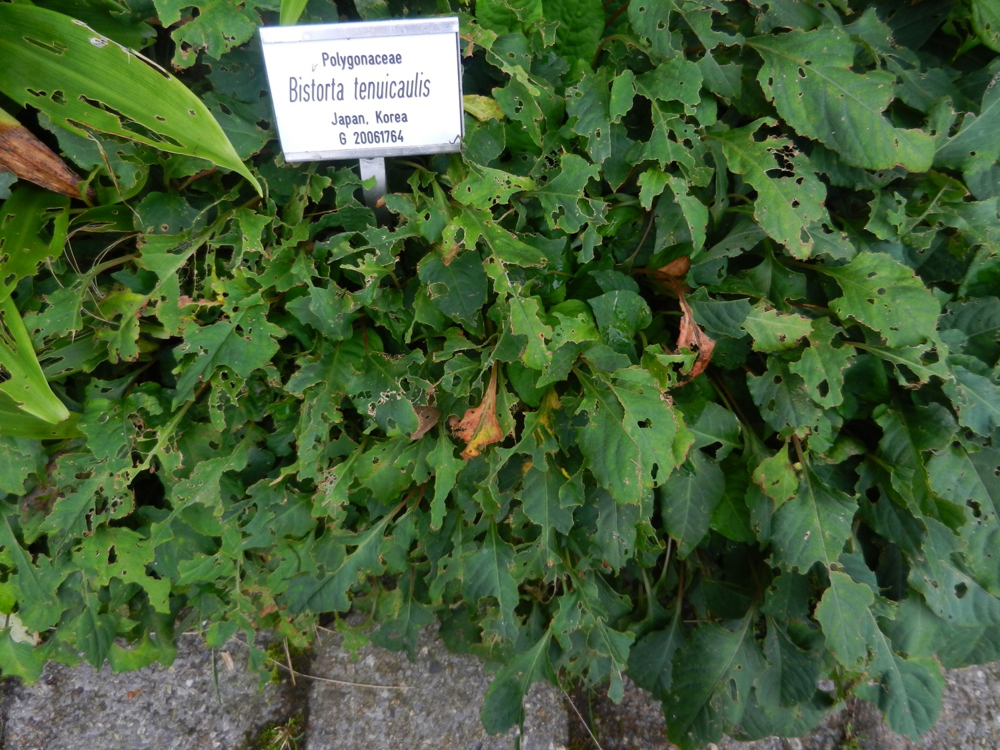 Polygonaceae
Bistorta tenuicaulis
Japan, Korea
G 20061764